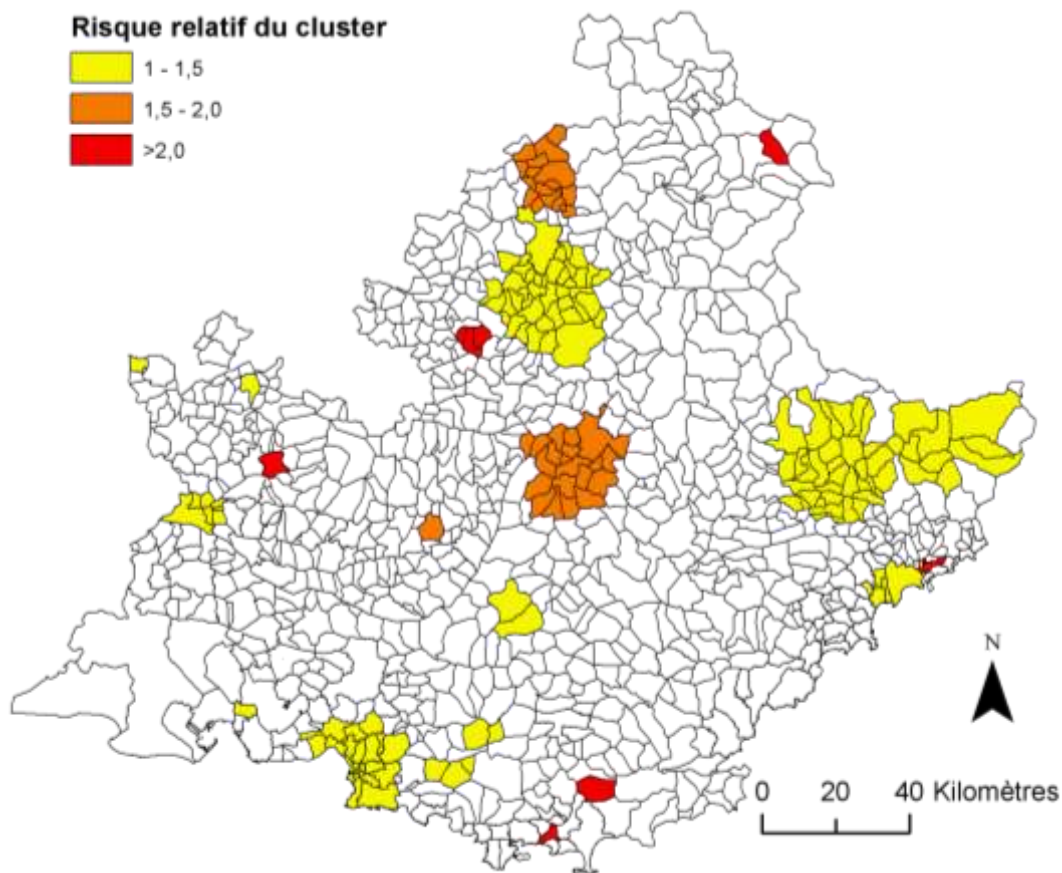 Risque relatif du cluster
1 - 1,5
1,5 - 2,0
>2,0
N
0 20 40 Kilomètres